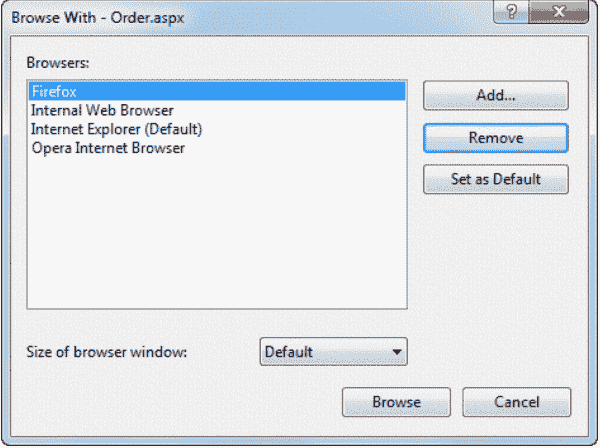 Browse With - Order.aspx
Browsers:
Firefox
Internal Web Browser
Internet Explorer (Default)
Opera Internet Browser
Add...
Remove
Set as Default
Size of browser window:
Default
Browse
Cancel